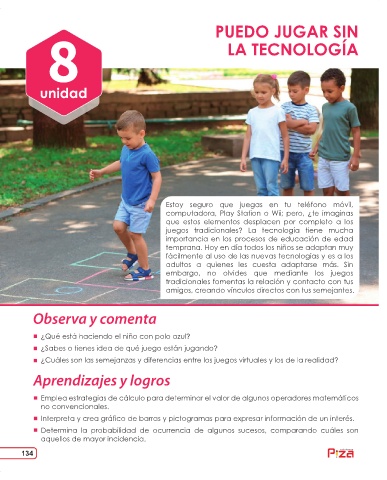 PUEDO JUGAR SIN
LA TECNOLOGÍA
8
unidad
Estoy seguro que juegas en tu teléfono móvil,
computadora, Play Station o Wii; pero, ¿te imaginas
que estos elementos desplacen por completo a los
juegos tradicionales? La tecnología tiene mucha
importancia en los procesos de educación de edad
temprana. Hoy en día todos los niños se adaptan muy
fácilmente al uso de las nuevas tecnologías y es a los
adultos a quienes les cuesta adaptarse más. Sin
embargo, no olvides que mediante los juegos
tradicionales fomentas la relación y contacto con tus
amigos, creando vínculos directos con tus semejantes.
Observa y comenta
¿Qué está haciendo el niño con polo azul?
¿Sabes o tienes idea de qué juego están jugando?
¿Cuáles son las semejanzas y diferencias entre los juegos virtuales y los de la realidad?
Aprendizajes y logros
Emplea estrategias de cálculo para determinar el valor de algunos operadores matemáticos
no convencionales.
Interpreta y crea gráfico de barras y pictogramas para expresar información de un interés.
Determina la probabilidad de ocurrencia de algunos sucesos, comparando cuáles son
aquellos de mayor incidencia.
134